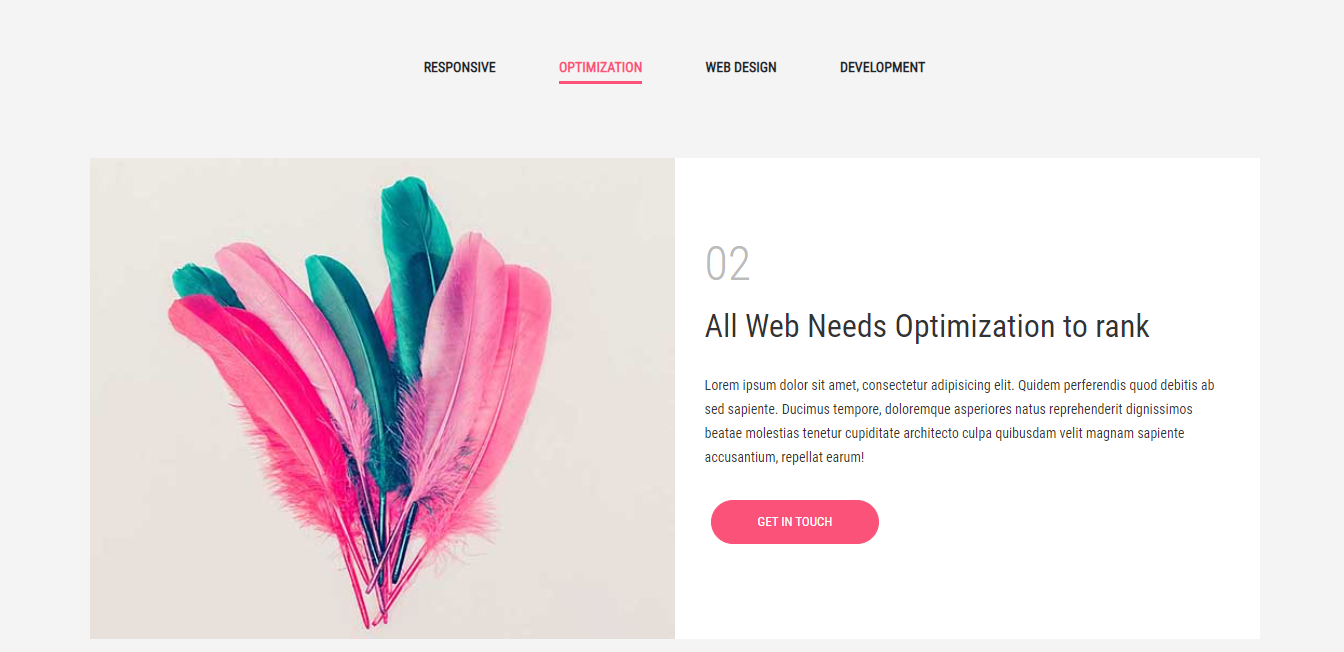 RESPONSIVE OPTIMIZATION WEB DESIGN DEVELOPMENT
02
All Web Needs Optimization to rank
Lorem ipsum dolor sit amet, consectetur adipisicing elit. Quidem perferendis quod debitis ab
sed sapiente. Ducimus tempore, doloremque asperiores natus reprehenderit dignissimos
beatae molestias tenetur cupiditate architecto culpa quibusdam velit magnam sapiente
accusantium, repellat earum!
GET IN TOUCH